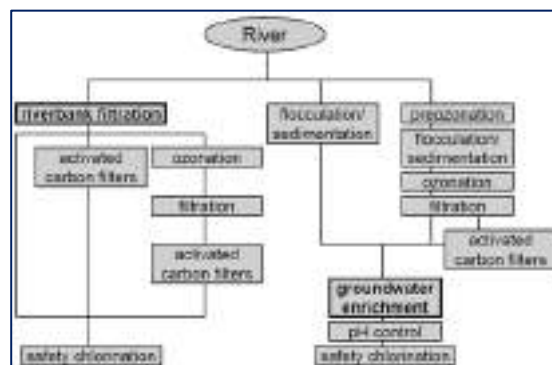 River
riverbank filtration
flocculation/
sedimentation
preozonation
flocculation/
sedimentation
ozonation
filtration
activated
carbon filters
activated
carbon filters
ozonation
filtration
activated
carbon filters
groundwater
enrichment
pH control
safety chlorination
safety chlorination